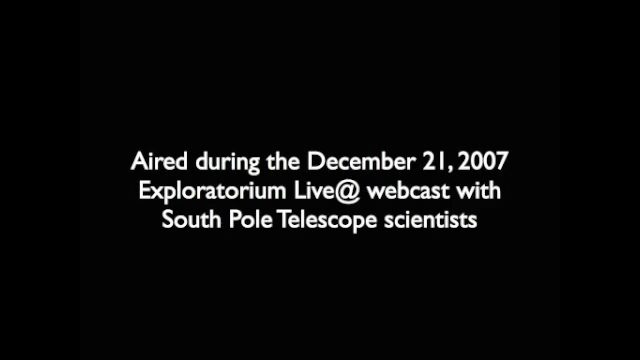 Aired during the December 21, 2007
Exploratorium Live@ webcast with
South Pole Telescope scientists